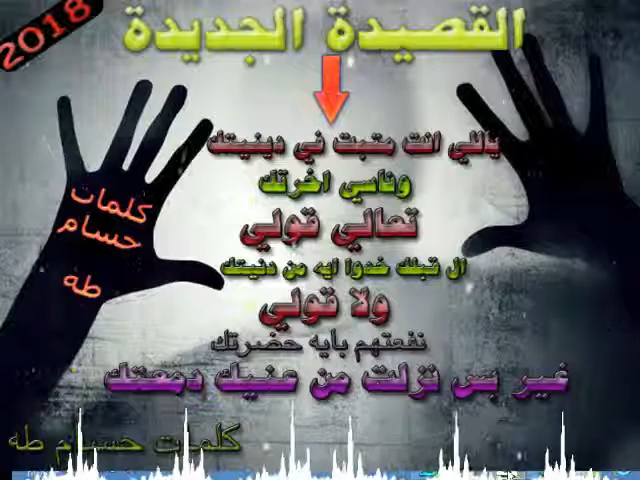 2018
القصيدة الجديدة
ياللي انت متبت في دينيتك
وناسي اخرتك
تعالي قولي
ال قبلك خدوا ايه من دنيتك
ولا قولي
نفعتهم بأيه حضرتك
غير بس نزلت من عنيك دمعتك
كلمات
حسام
طه
كلمات حسام طه